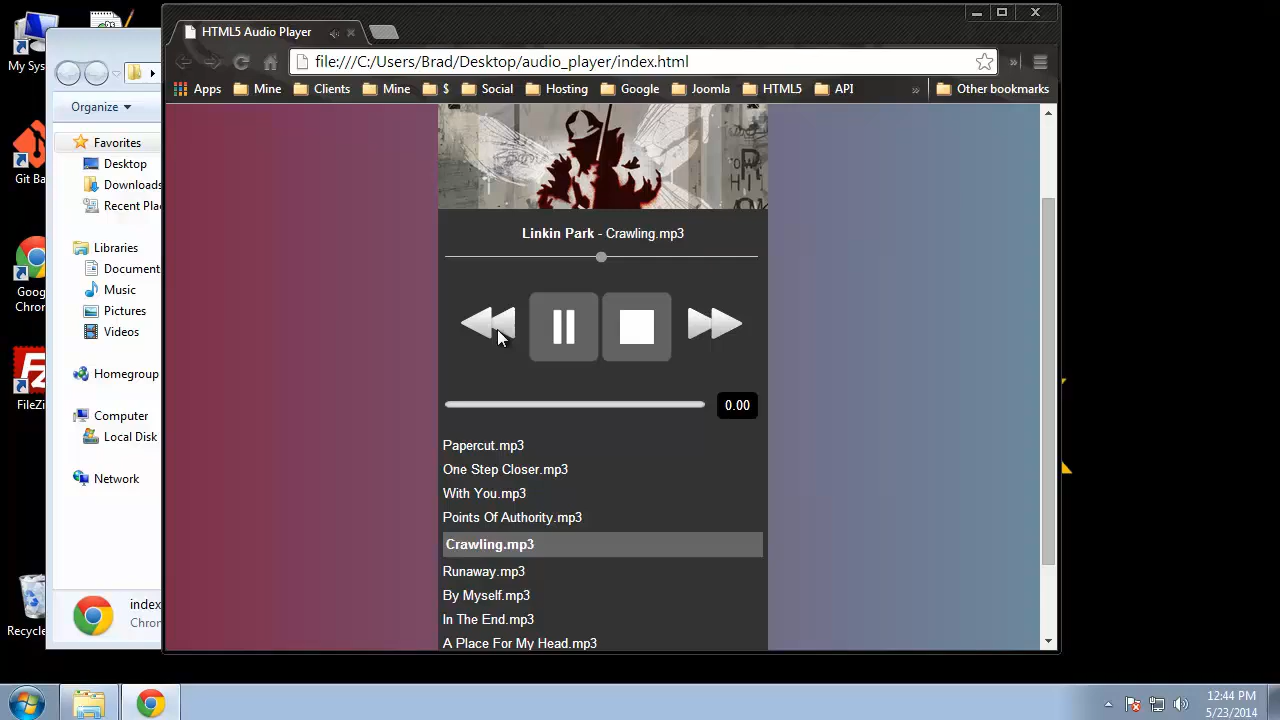 HTML5 Audio Player
My Sys
file:///C:/Users/Brad/Desktop/audio_player/index.html
»
Apps Mine Clients Mine $ Social Hosting Google Joomla HTML5 API » Other bookmarks
Organize
Favorites
Desktop
Downloads
Recent Pla
Git Ba
Libraries
Document
Music
Pictures
Videos
Goog
Chron
Homegroup
FileZi
Computer
Local Disk
Network
index
Chro
Recycle
Linkin Park - Crawling.mp3
0.00
Papercut.mp3
One Step Closer.mp3
With You.mp3
Points Of Authority.mp3
Crawling.mp3
Runaway.mp3
By Myself.mp3
In The End.mp3
A Place For My Head.mp3
12:44 PM
5/23/2014